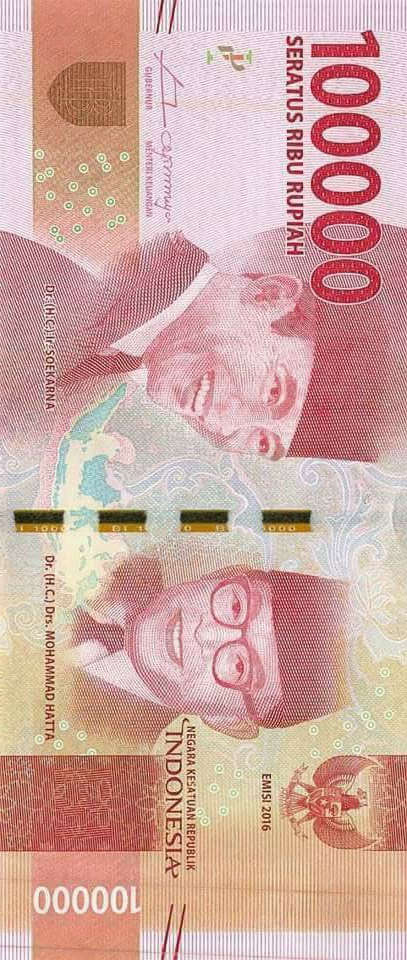 100000
SERATUS RIBU RUPIAH
GUBERNUR
MENTERI KEUANGAN
Dr. (H.C.) Ir. SOEKARNA
Dr. (H.C.) Drs. MOHAMMAD HATTA
NEGARA KESATUAN REPUBLIK
INDONESIA
EMISI 2016
100000